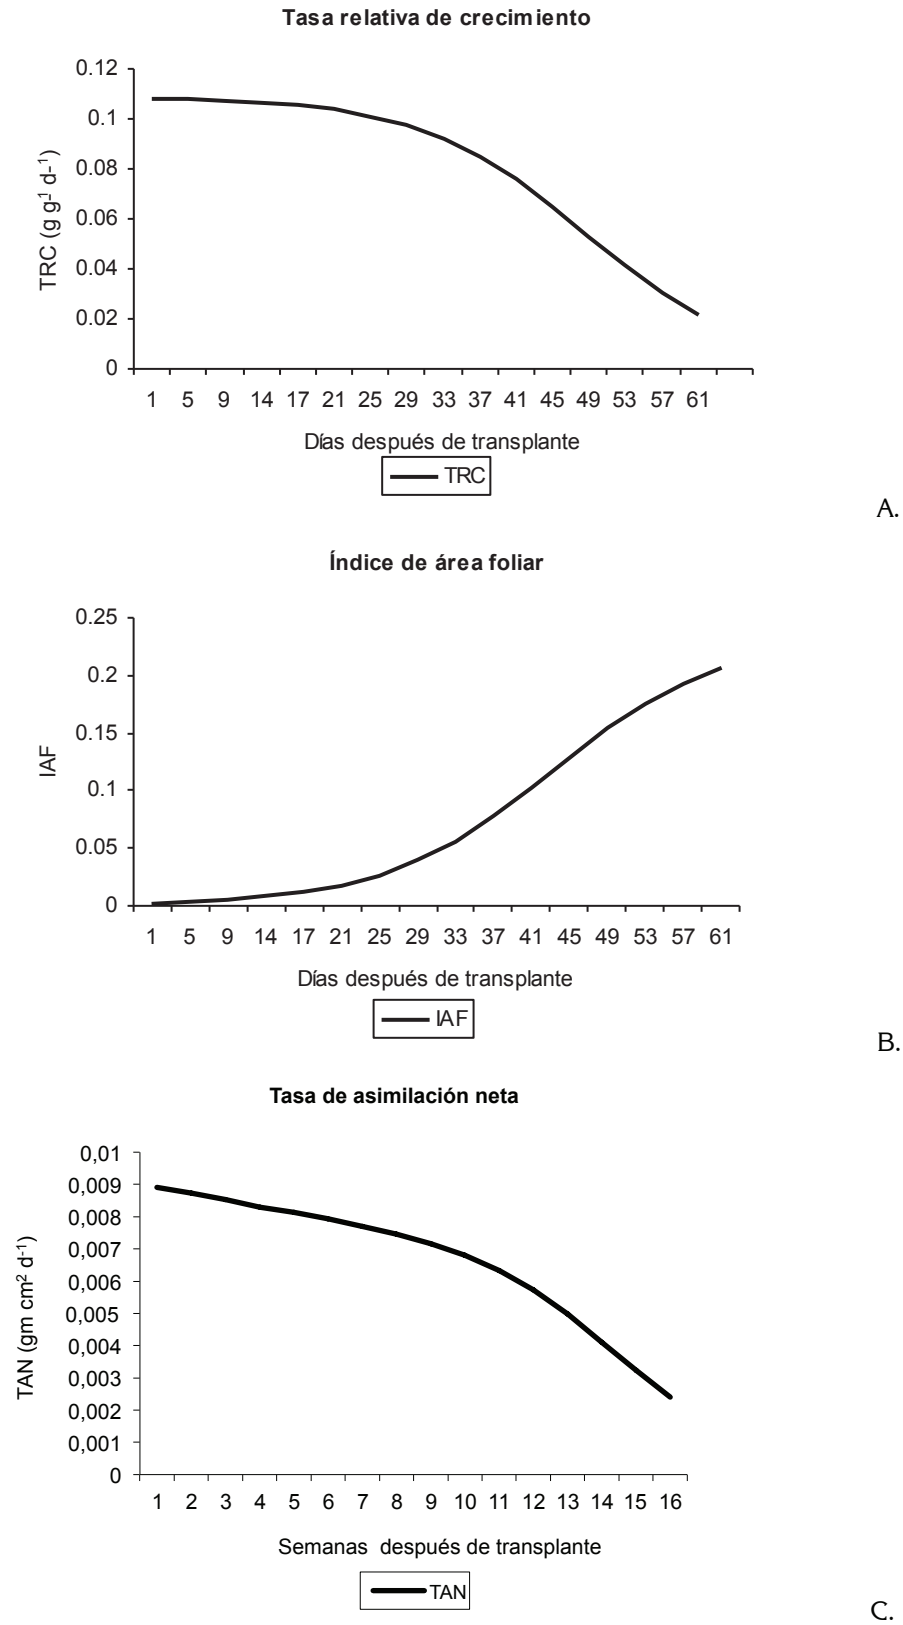 Tasa relativa de crecimiento
0.12
0.1
0.08
0.06
0.04
0.02
0
TRC (g g-1 d-1)
1 5 9 14 17 21 25 29 33 37 41 45 49 53 57 61
Días después de transplante
TRC
A.
Índice de área foliar
0.25
0.2
0.15
0.1
0.05
0
IAF
1 5 9 14 17 21 25 29 33 37 41 45 49 53 57 61
Días después de transplante
IAF
B.
Tasa de asimilación neta
0,01
0,009
0,008
0,007
0,006
0,005
0,004
0,003
0,002
0,001
0
TAN (gm cm² d⁻¹)
1 2 3 4 5 6 7 8 9 10 11 12 13 14 15 16
Semanas después de transplante
TAN
C.